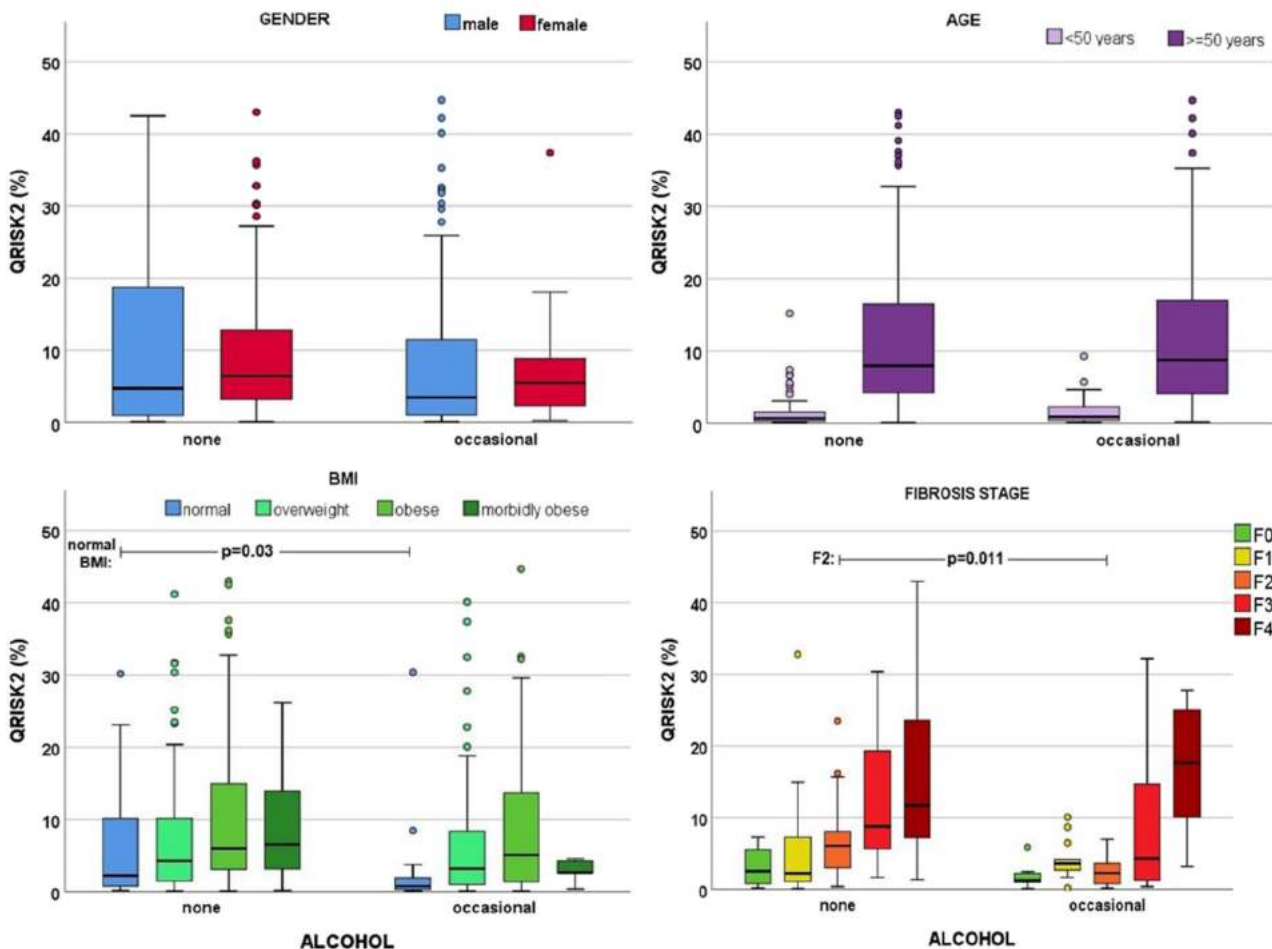 GENDER
male female
50
40
30
20
10
0
QRISK2 (%)
none occasional
AGE
<50 years >=50 years
50
40
30
20
10
0
QRISK2 (%)
none occasional
BMI
normal overweight obese morbidly obese
normal
BMI:
p=0.03
50
40
30
20
10
0
QRISK2 (%)
none occasional
ALCOHOL
FIBROSIS STAGE
F2: p=0.011
F0
F1
F2
F3
F4
50
40
30
20
10
0
QRISK2 (%)
none occasional
ALCOHOL